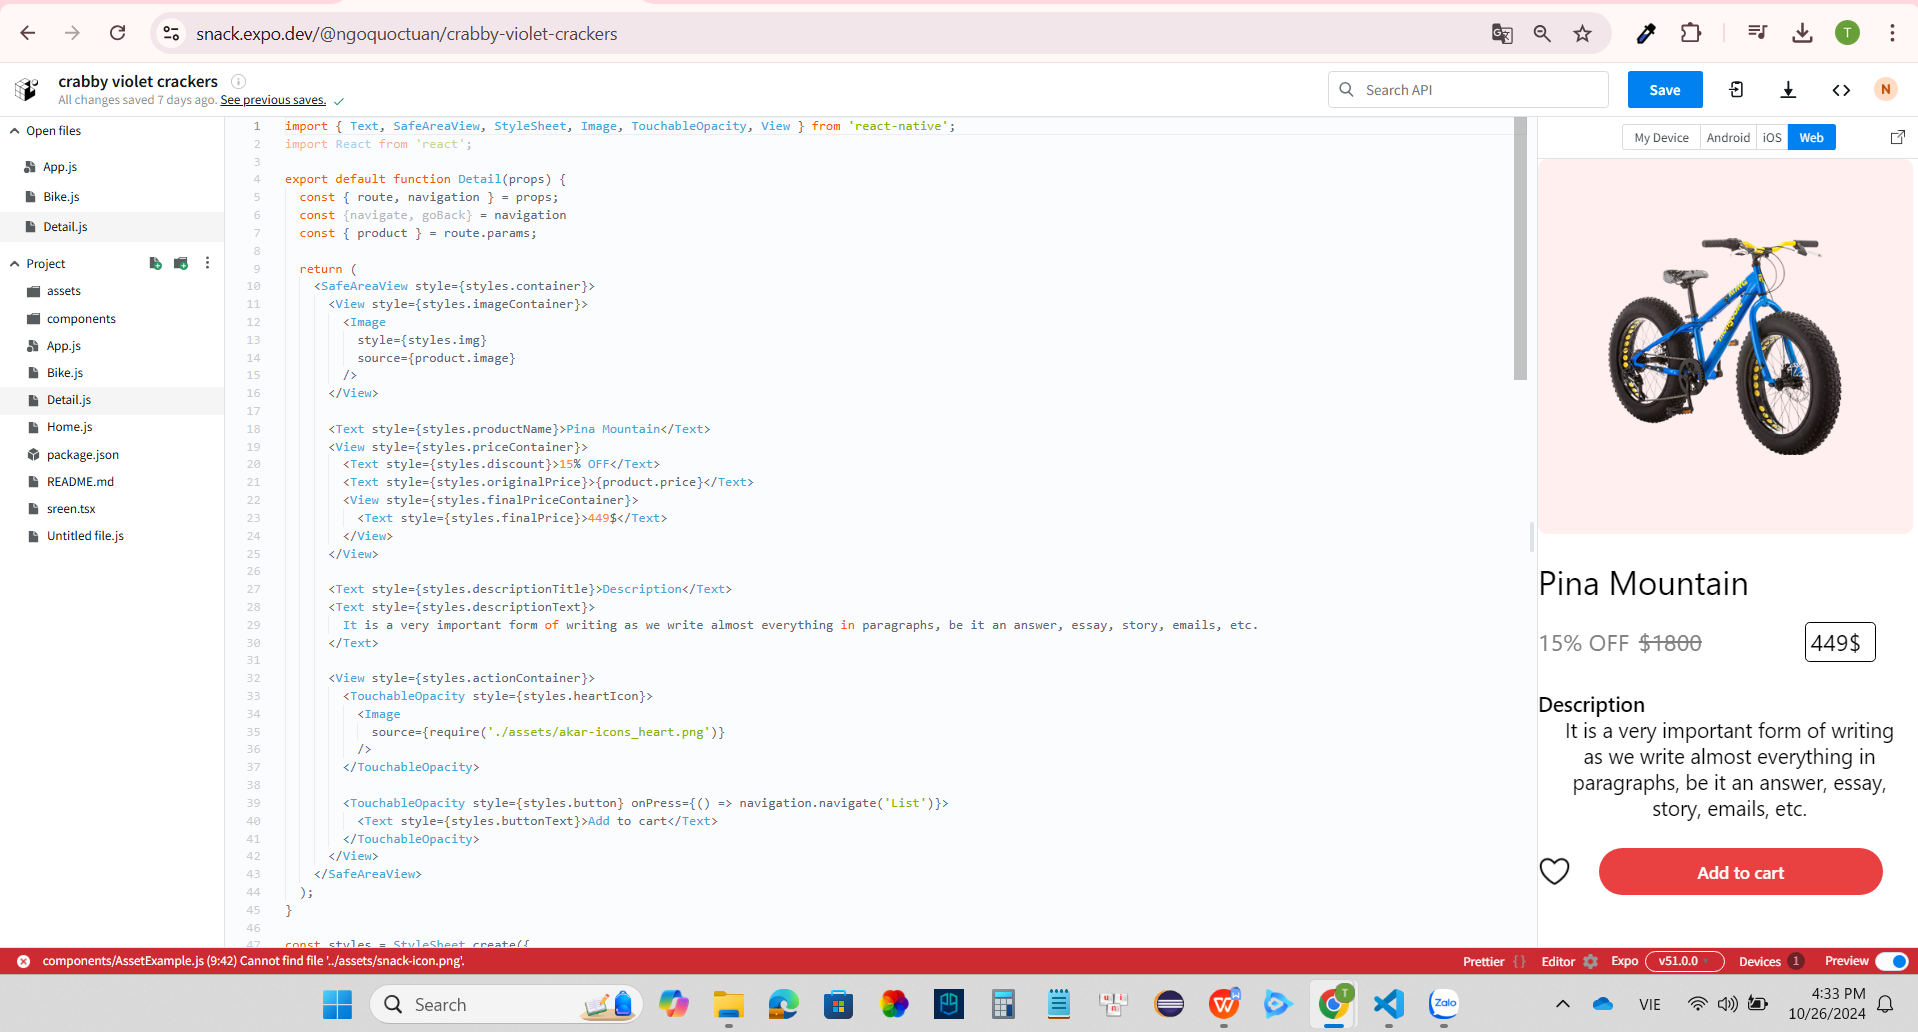 snack.expo.dev/@ngoquoctuan/crabby-violet-crackers
T
crabby violet crackers
All changes saved 7 days ago. See previous saves.
Search API
Save
N
Open files
App.js
Bike.js
Detail.js
Project
assets
components
App.js
Bike.js
Detail.js
Home.js
package.json
README.md
sreen.tsx
Untitled file.js
1 import { Text, SafeAreaView, StyleSheet, Image, TouchableOpacity, View } from 'react-native';
2 import React from 'react';
3
4 export default function Detail(props) {
5 const { route, navigation } = props;
6 const {navigate, goBack} = navigation
7 const { product } = route.params;
8
9 return (
10 <SafeAreaView style={styles.container}>
11 <View style={styles.imageContainer}>
12 <Image
13 style={styles.img}
14 source={product.image}
15 />
16 </View>
17
18 <Text style={styles.productName}>Pina Mountain</Text>
19 <View style={styles.priceContainer}>
20 <Text style={styles.discount}>15% OFF</Text>
21 <Text style={styles.originalPrice}>{product.price}</Text>
22 <View style={styles.finalPriceContainer}>
23 <Text style={styles.finalPrice}>449$</Text>
24 </View>
25 </View>
26
27 <Text style={styles.descriptionTitle}>Description</Text>
28 <Text style={styles.descriptionText}>
29 It is a very important form of writing as we write almost everything in paragraphs, be it an answer, essay, story, emails, etc.
30 </Text>
31
32 <View style={styles.actionContainer}>
33 <TouchableOpacity style={styles.heartIcon}>
34 <Image
35 source={require('./assets/akar-icons_heart.png')}
36 />
37 </TouchableOpacity>
38
39 <TouchableOpacity style={styles.button} onPress={() => navigation.navigate('List')}>
40 <Text style={styles.buttonText}>Add to cart</Text>
41 </TouchableOpacity>
42 </View>
43 </SafeAreaView>
44 );
45 }
46
47 const styles = StyleSheet.create({
My Device Android iOS Web
Pina Mountain
15% OFF $1800 449$
Description
It is a very important form of writing
as we write almost everything in
paragraphs, be it an answer, essay,
story, emails, etc.
Add to cart
components/AssetExample.js (9:42) Cannot find file '../assets/snack-icon.png'.
Prettier { } Editor Expo v51.0.0 Devices 1 Preview
Search
T
W
Zalo
VIE
4:33 PM
10/26/2024